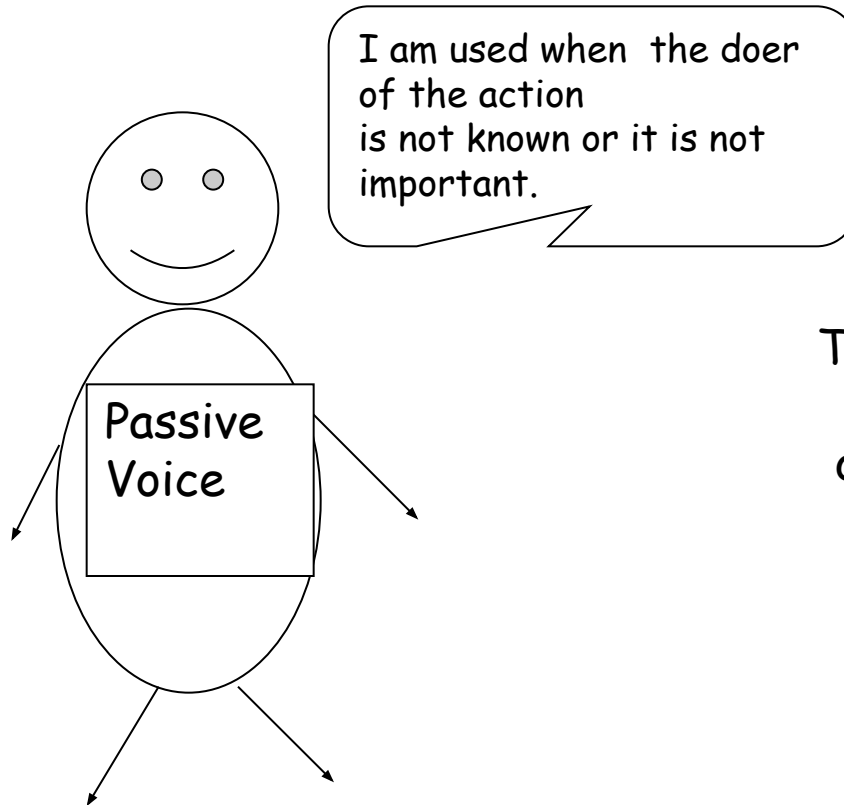 I am used when  the doer
of the action
is not known or it is not
important.
Passive
Voice